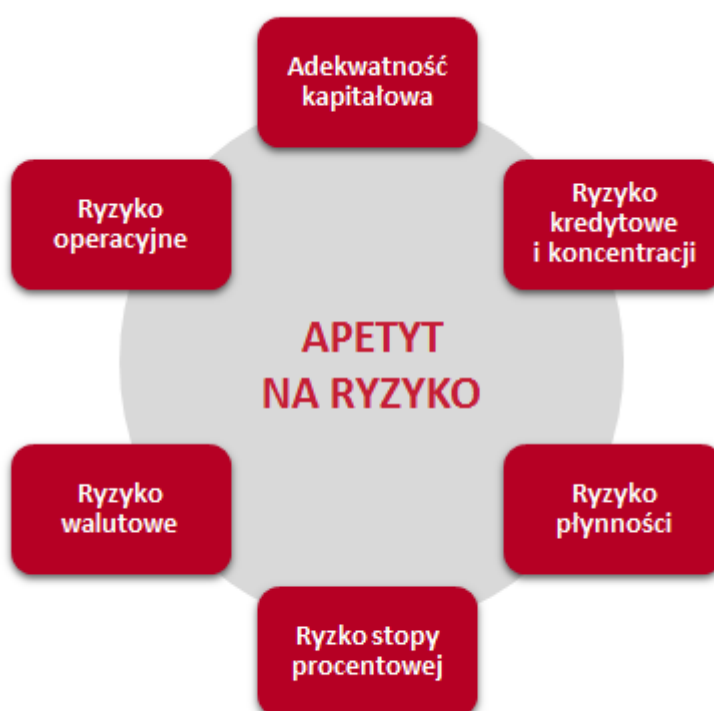 Adekwatność
kapitałowa
Ryzyko
kredytowe
i koncentracji
Ryzyko
płynności
Ryzko stopy
procentowej
Ryzyko
walutowe
Ryzyko
operacyjne
APETYT
NA RYZYKO